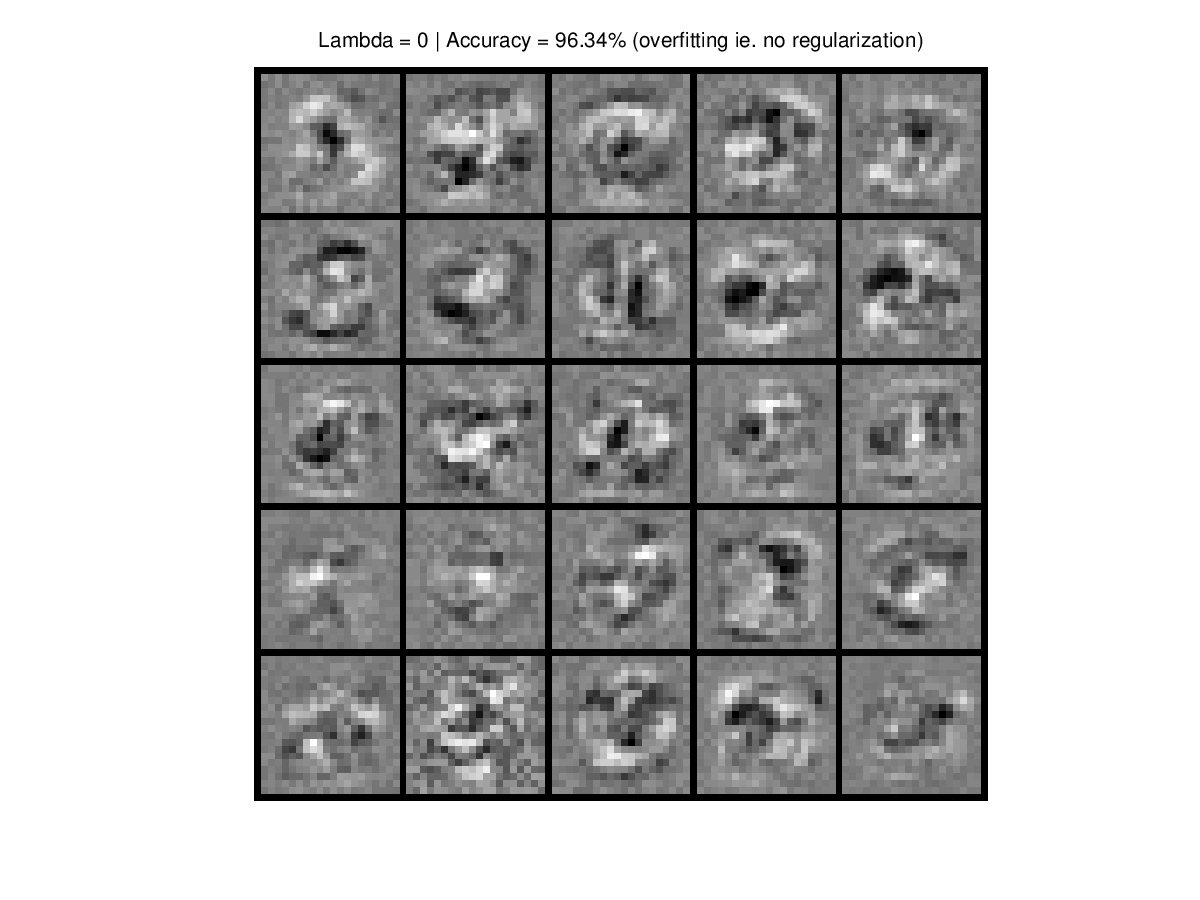 Lambda = 0 | Accuracy = 96.34% (overfitting ie. no regularization)